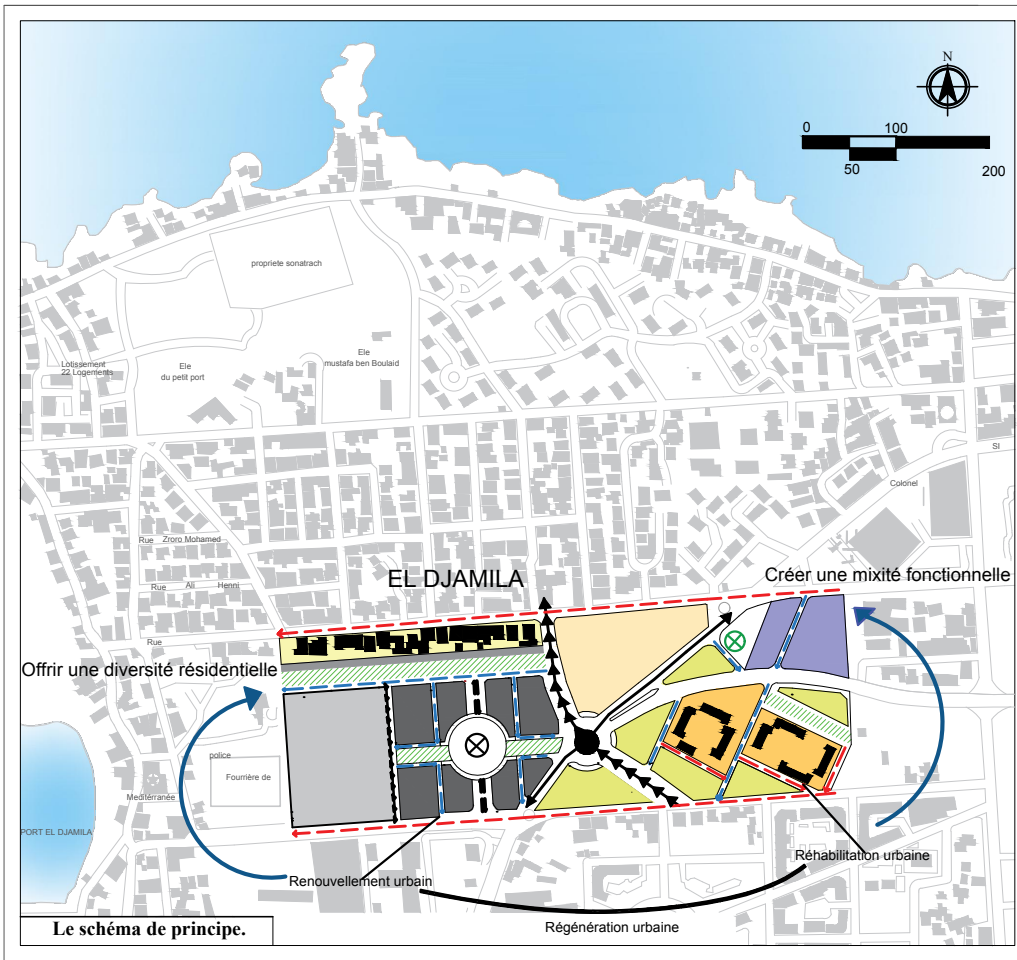 N
0
100
50
200
propriete sonatrach
Lotissement
22 Logements
Ele
du petit port
Ele
mustafa ben Boulaid
SI
Colonel
Rue Zroro Mohamed
EL DJAMILA
Créer une mixité fonctionnelle
Rue Ali Henni
Rue
Offrir une diversité résidentielle
police
Fourrière de
Mediterránée
PORT EL DJAMILA
Renouvellement urbain
Réhabilitation urbaine
Régénération urbaine
Le schéma de principe.